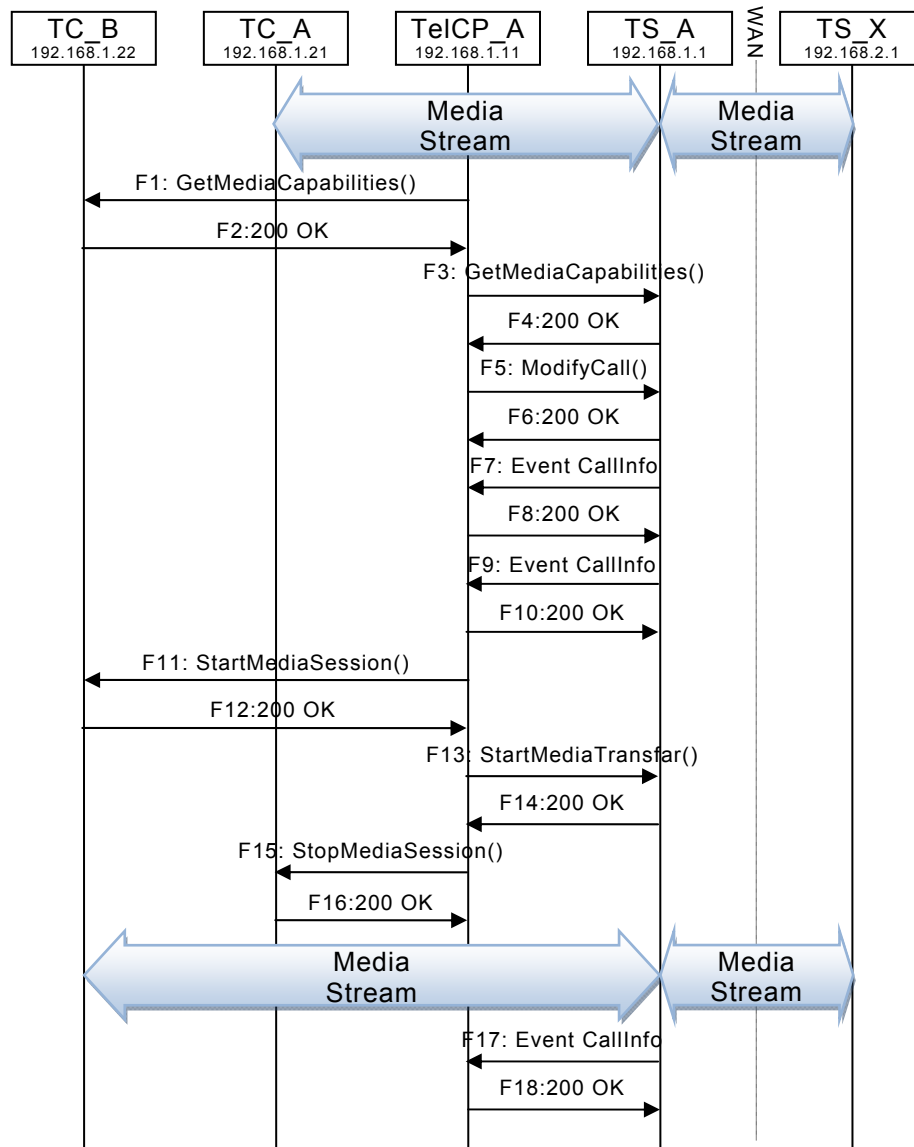 TC_B
192.168.1.22
TC_A
192.168.1.21
TelCP_A
192.168.1.11
TS_A
192.168.1.1
WAN
TS_X
192.168.2.1
Media
Stream
Media
Stream
F1: GetMediaCapabilities()
F2:200 OK
F3: GetMediaCapabilities()
F4:200 OK
F5: ModifyCall()
F6:200 OK
F7: Event CallInfo
F8:200 OK
F9: Event CallInfo
F10:200 OK
F11: StartMediaSession()
F12:200 OK
F13: StartMediaTransfar()
F14:200 OK
F15: StopMediaSession()
F16:200 OK
Media
Stream
Media
Stream
F17: Event CallInfo
F18:200 OK